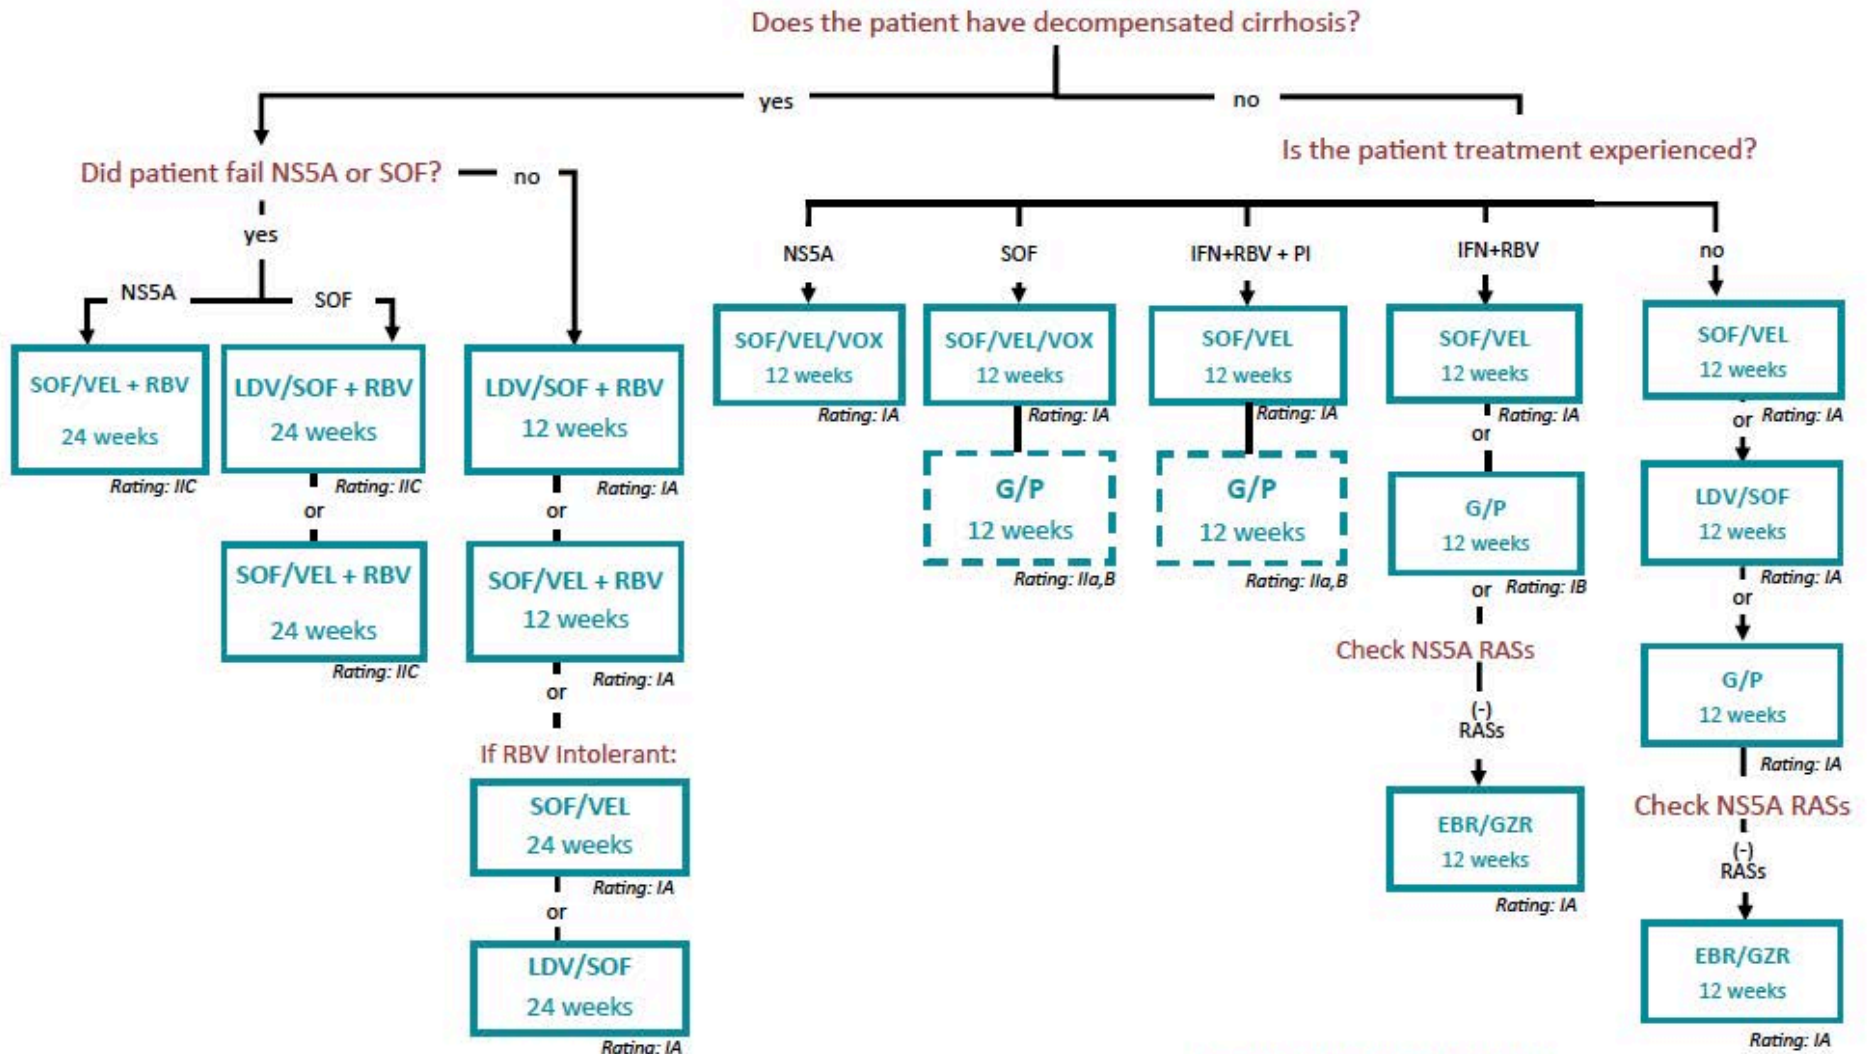 Does the patient have decompensated cirrhosis?
yes
no
Did patient fail NS5A or SOF?
no
yes
NS5A
SOF
SOF/VEL + RBV
24 weeks
Rating: IIC
LDV/SOF + RBV
24 weeks
Rating: IIC
or
SOF/VEL + RBV
24 weeks
Rating: IIC
LDV/SOF + RBV
12 weeks
Rating: IA
or
SOF/VEL + RBV
12 weeks
Rating: IA
or
If RBV Intolerant:
SOF/VEL
24 weeks
Rating: IA
or
LDV/SOF
24 weeks
Rating: IA
Is the patient treatment experienced?
NS5A
SOF/VEL/VOX
12 weeks
Rating: IA
SOF
SOF/VEL/VOX
12 weeks
Rating: IA
G/P
12 weeks
Rating: IIa,B
IFN+RBV + PI
SOF/VEL
12 weeks
Rating: IA
G/P
12 weeks
Rating: IIa,B
IFN+RBV
SOF/VEL
12 weeks
Rating: IA
or
G/P
12 weeks
or Rating: IB
Check NS5A RASs
(-)
RASs
EBR/GZR
12 weeks
Rating: IA
no
SOF/VEL
12 weeks
or Rating: IA
LDV/SOF
12 weeks
Rating: IA
or
G/P
12 weeks
Rating: IA
Check NS5A RASs
(-)
RASs
EBR/GZR
12 weeks
Rating: IA